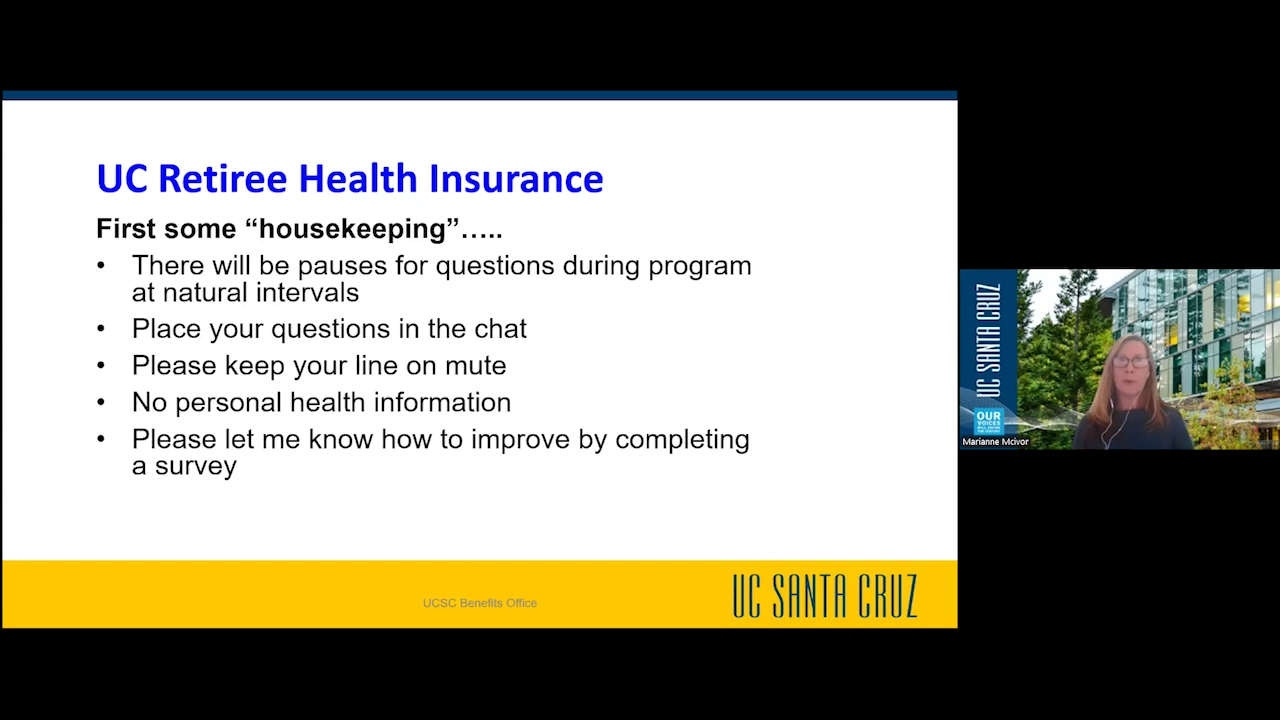 UC Retiree Health Insurance
First some “housekeeping”…..
• There will be pauses for questions during program
at natural intervals
• Place your questions in the chat
• Please keep your line on mute
• No personal health information
• Please let me know how to improve by completing
a survey
UCSC Benefits Office
UC SANTA CRUZ
UC SANTA CRUZ
OUR
VOICES
Marianne Mcivor